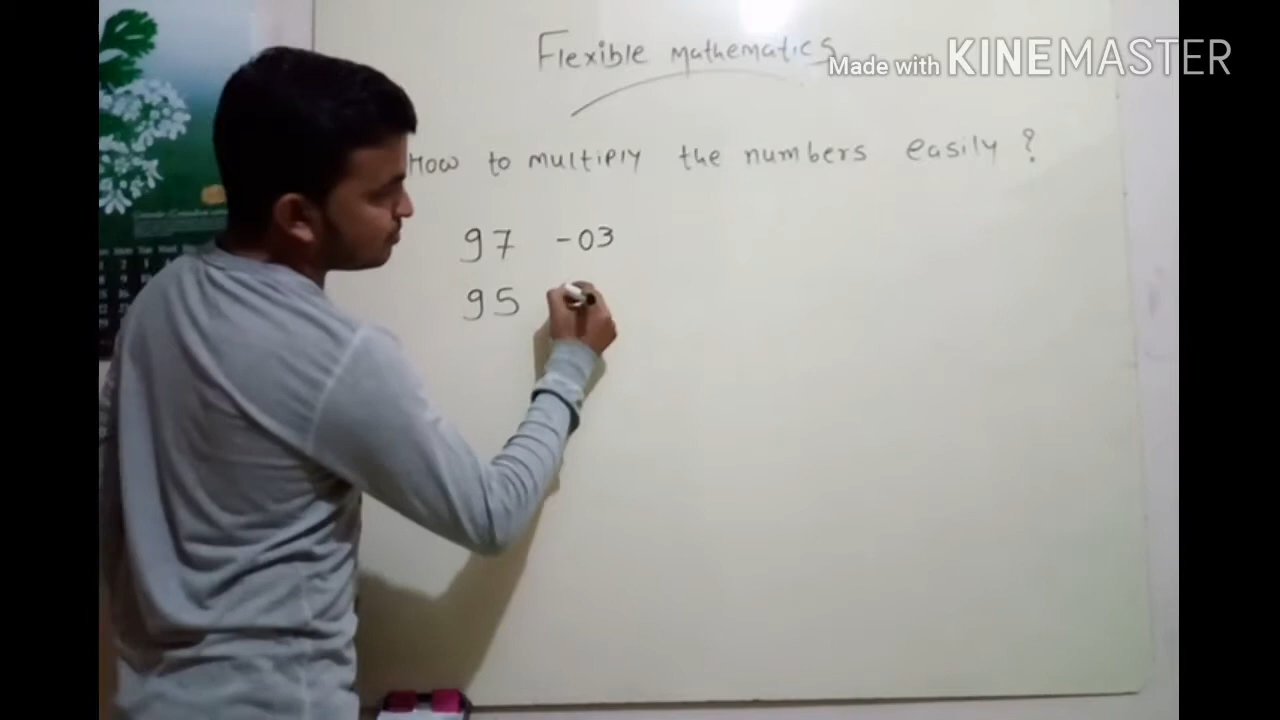 Flexible mathematics
Made with KINEMASTER
How to multiply the numbers easily ?
97 -03
95